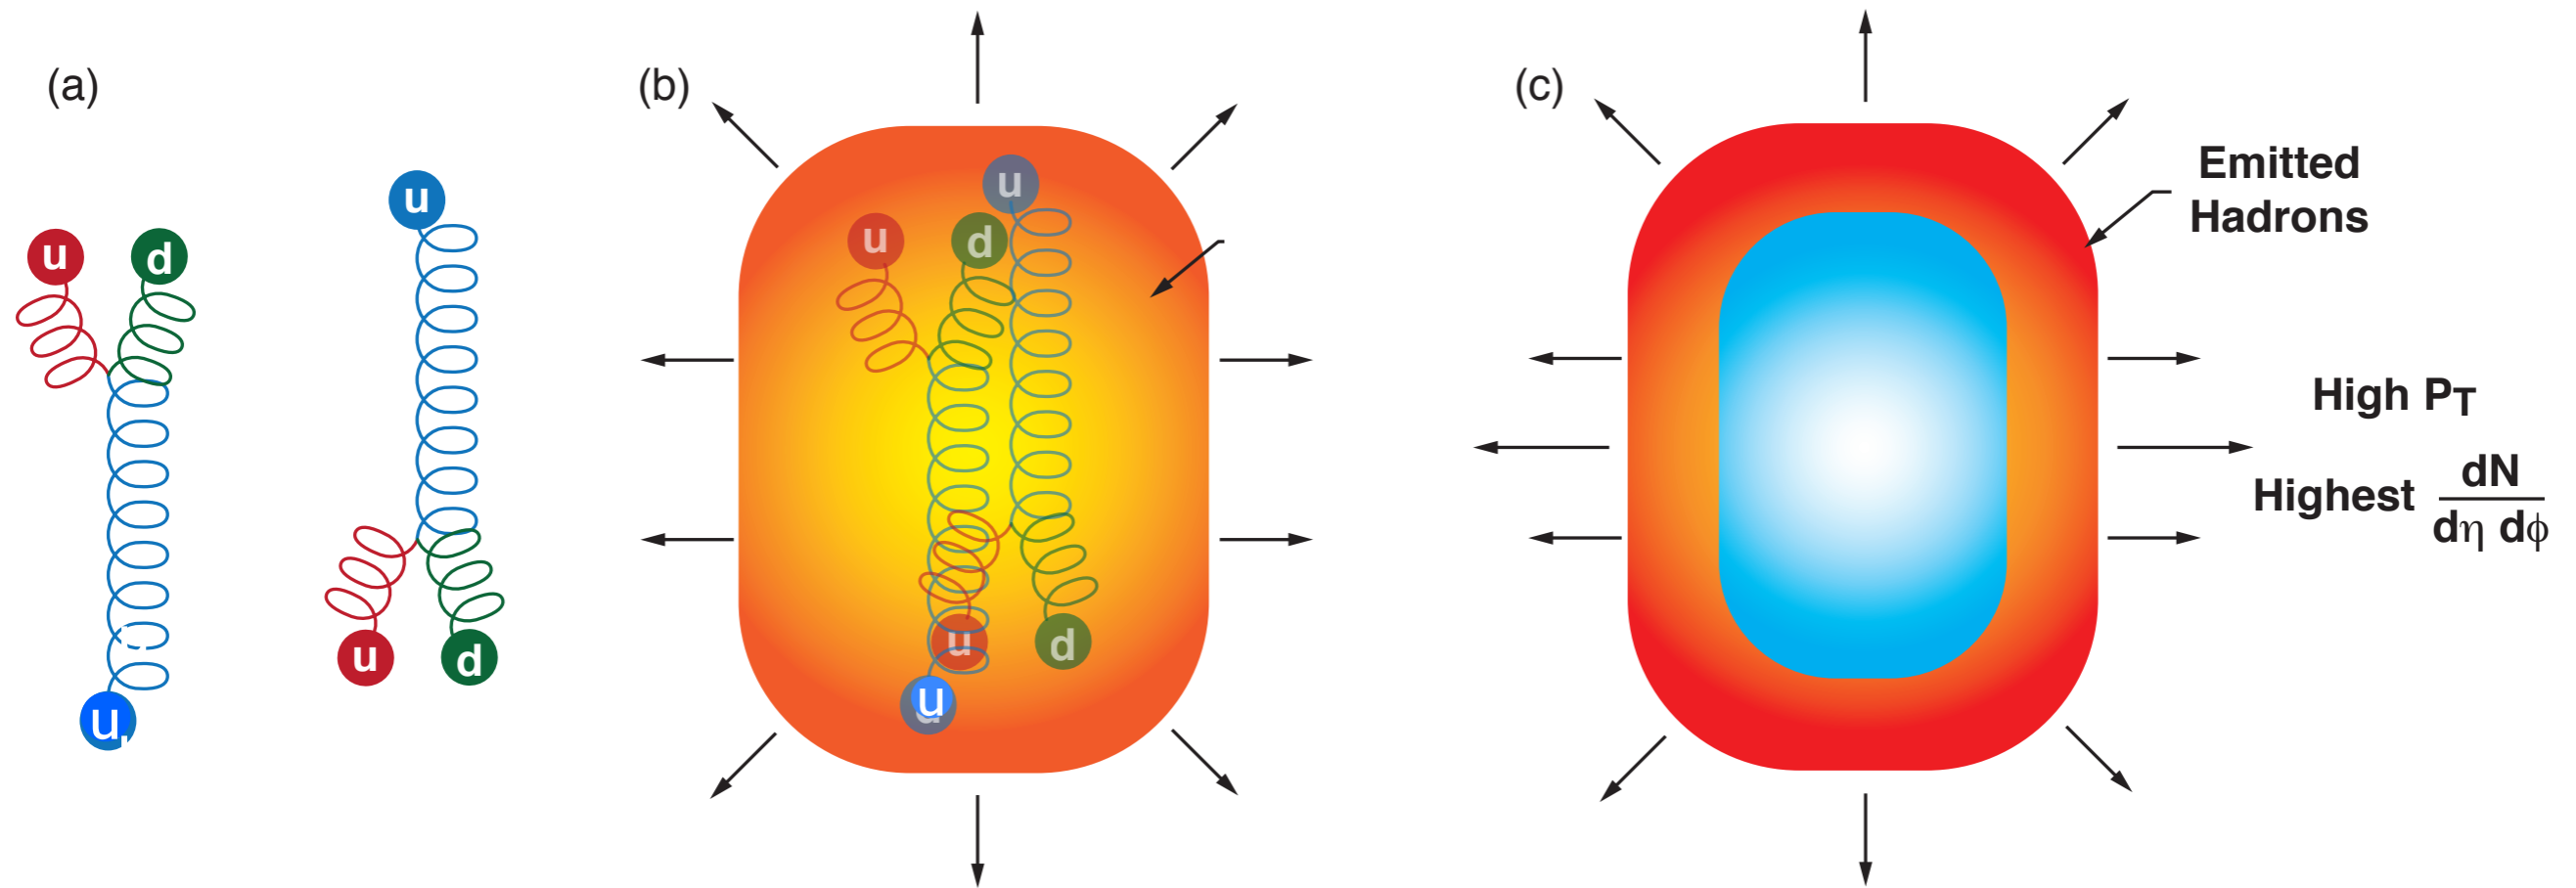 (a)
u d
u
u
u d
(b)
u
u d
u d
u
(c)
Emitted
Hadrons
High PT
Highest dN
dη dϕ